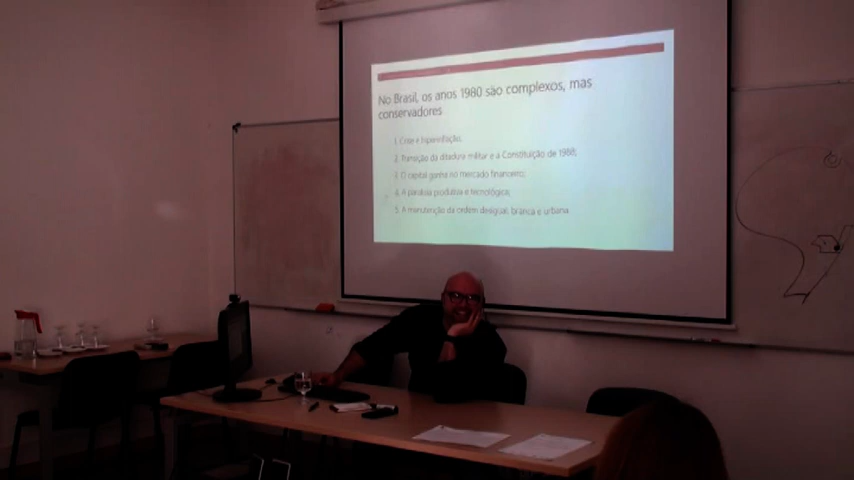 No Brasil, os anos 1980 são complexos, mas
conservadores
1. Crise e hiperinflação;
2. Transição da ditadura militar e a Constituição de 1988;
3. O capital ganha no mercado financeiro;
4. A paralisia produtiva e tecnológica;
5. A manutenção da ordem desigual, branca e urbana